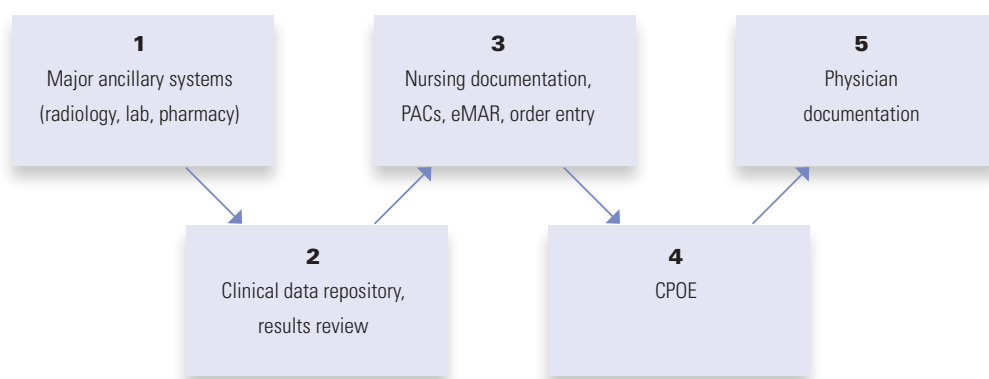 1
Major ancillary systems
(radiology, lab, pharmacy)
2
Clinical data repository,
results review
3
Nursing documentation,
PACs, eMAR, order entry
4
CPOE
5
Physician
documentation